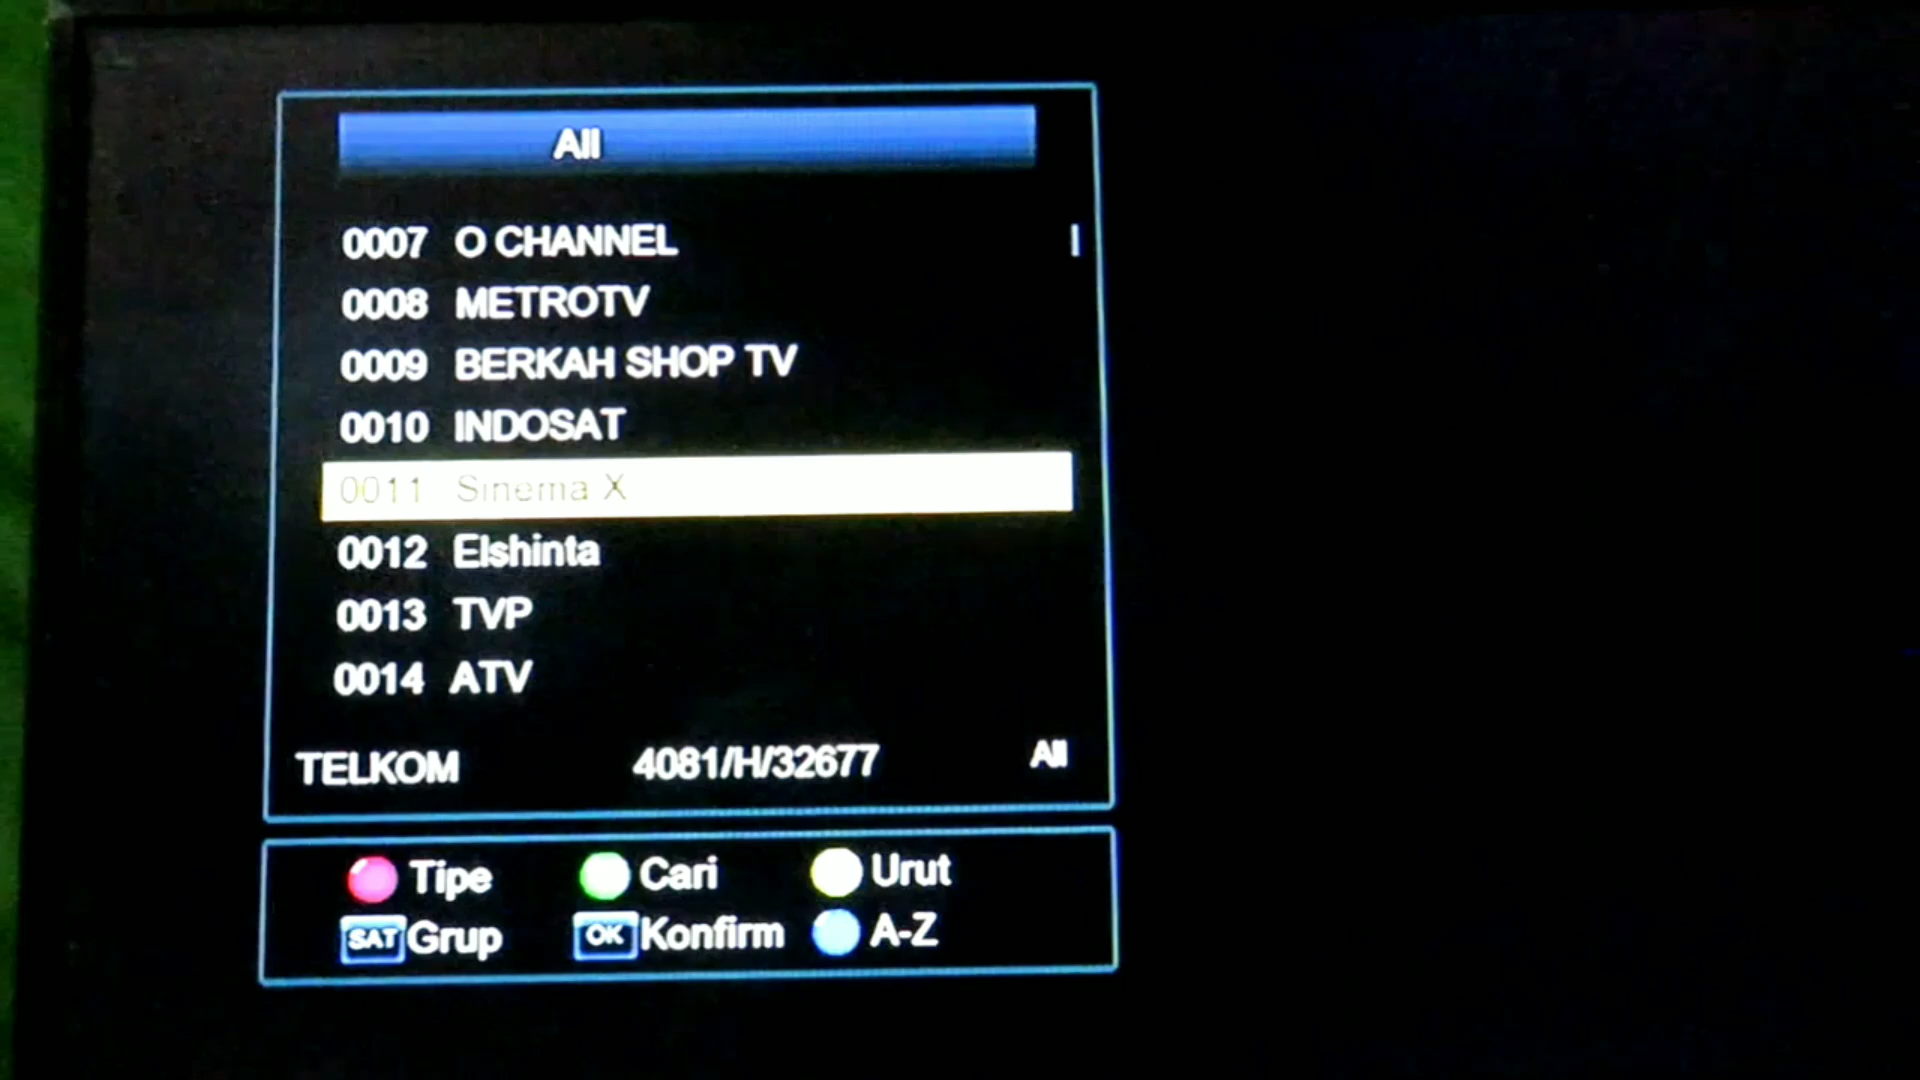 All
0007 O CHANNEL
0008 METROTV
0009 BERKAH SHOP TV
0010 INDOSAT
0011 Sinema X
0012 Elshinta
0013 TVP
0014 ATV
TELKOM 4081/H/32677 All
Tipe Cari Urut
SAT Grup OK Konfirm A-Z